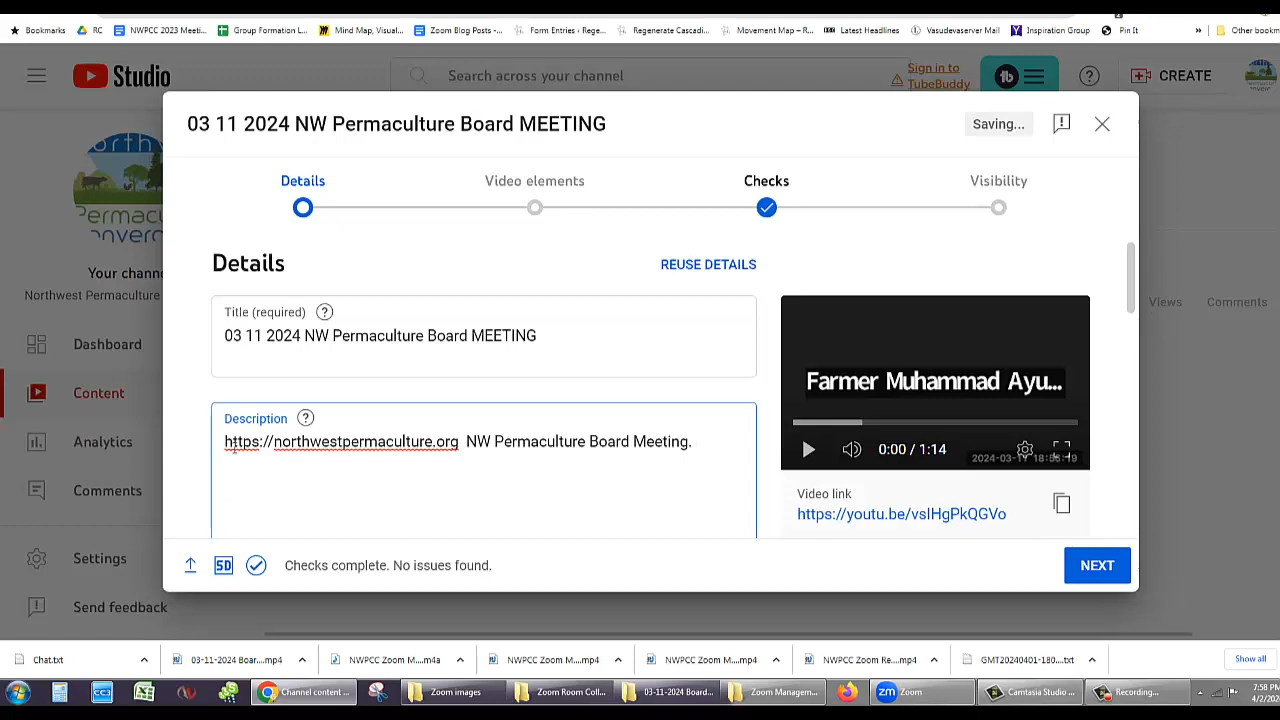 Bookmarks RC NWPCC 2023 Meeti... Group Formation L... Mind Map, Visual... Zoom Blog Posts -... Form Entries ‹ Rege... Regenerate Cascadi... Movement Map – R... Latest Headlines Vasudevaserver Mail Inspiration Group Pin It » Other bookm
Studio
Search across your channel
Sign in to
TubeBuddy
CREATE
03 11 2024 NW Permaculture Board MEETING
Saving...
Details Video elements Checks Visibility
Your chann
Northwest Permaculture
Dashboard
Content
Analytics
Comments
Settings
Send feedback
Details
REUSE DETAILS
Title (required) ?
03 11 2024 NW Permaculture Board MEETING
Description ?
https://northwestpermaculture.org NW Permaculture Board Meeting.
Farmer Muhammad Ayu...
0:00 / 1:14
Video link
https://youtu.be/vsIHgPkQGVo
Views Comments
SD Checks complete. No issues found.
NEXT
Chat.txt 03-11-2024 Boar....mp4 NWPCC Zoom M....m4a NWPCC Zoom M....mp4 NWPCC Zoom M....mp4 NWPCC Zoom Re....mp4 GMT20240401-180....txt Show all
CC3 Channel content ... Zoom images Zoom Room Coll... 03-11-2024 Board... Zoom Managem... zm Zoom Camtasia Studio ... Recording... 7:58 PM